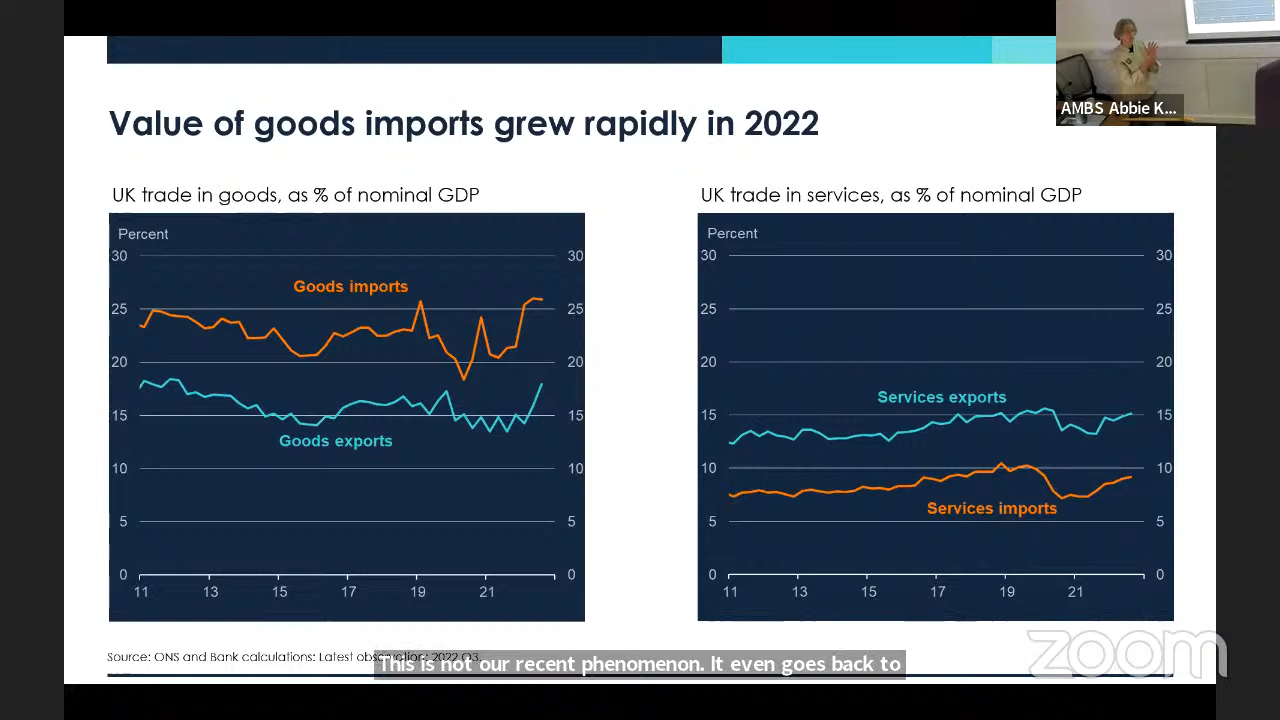 AMBS Abbie K...
Value of goods imports grew rapidly in 2022
UK trade in goods, as % of nominal GDP
Percent
30 30
Goods imports
25 25
20 20
15 15
Goods exports
10 10
5 5
0 0
11 13 15 17 19 21
UK trade in services, as % of nominal GDP
Percent
30 30
25 25
20 20
Services exports
15 15
10 10
Services imports
5 5
0 0
11 13 15 17 19 21
Source: ONS and Bank calculations: Latest observation: 2022 Q3
This is not our recent phenomenon. It even goes back to
zoom